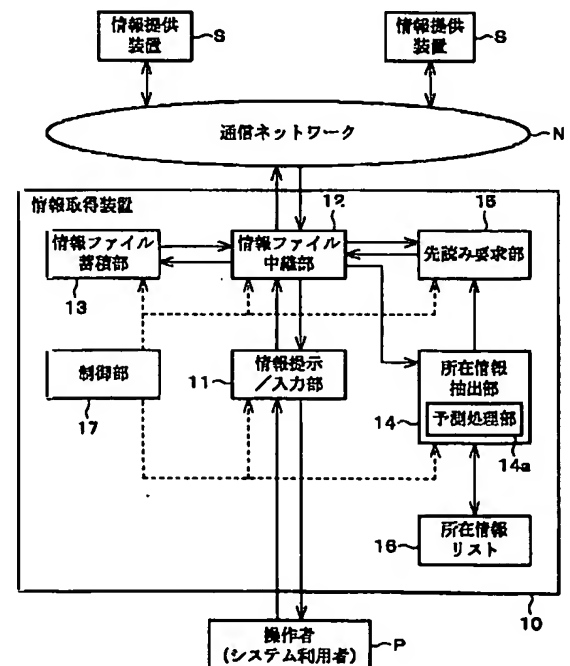 情報提供
装置
S
情報提供
装置
S
通信ネットワーク
N
情報取得装置
12
15
情報ファイル
蓄積部
13
情報ファイル
中継部
先読み要求部
制御部
17
11
情報提示
/入力部
所在情報
抽出部
14
予測処理部
14a
16
所在情報
リスト
10
操作者
(システム利用者)
P